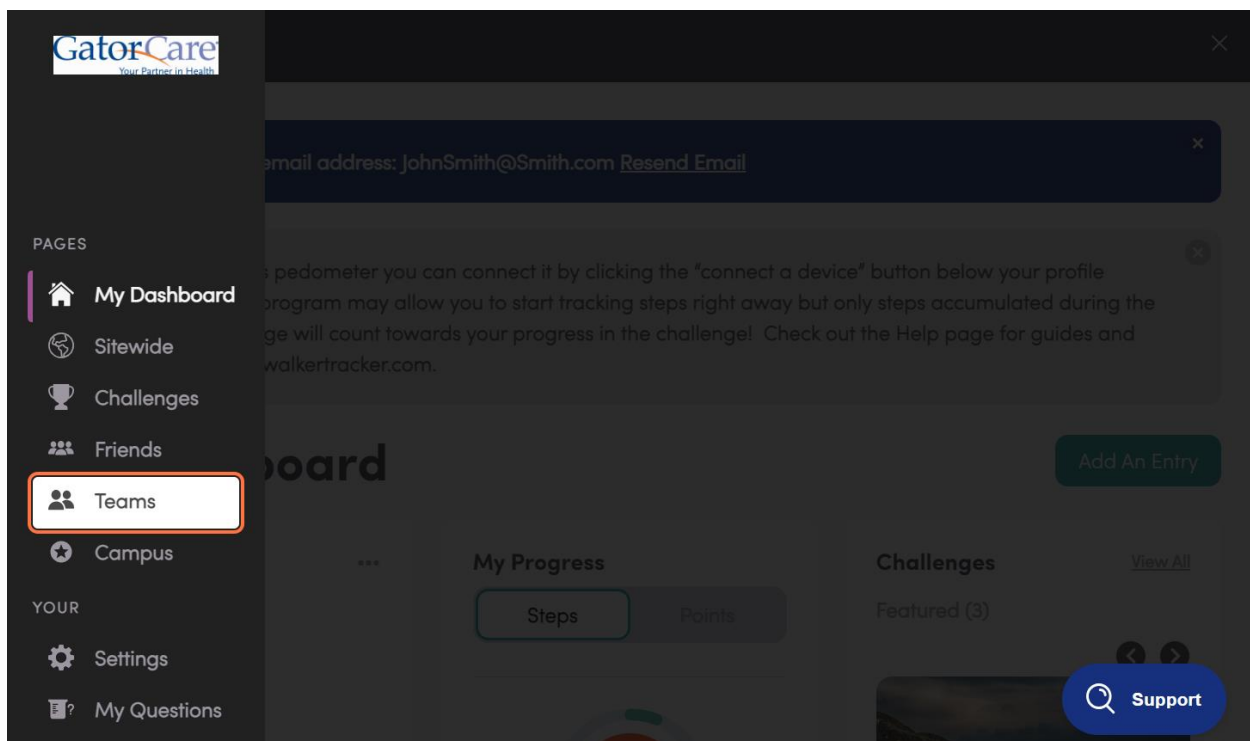 GatorCare
Your Partner in Health
email address: JohnSmith@Smith.com Resend Email
PAGES
My Dashboard
Sitewide
Challenges
Friends
Teams
Campus
YOUR
Settings
My Questions
pedometer you can connect it by clicking the "connect a device" button below your profile
program may allow you to start tracking steps right away but only steps accumulated during the
ge will count towards your progress in the challenge! Check out the Help page for guides and
walkertracker.com.
board
Add An Entry
My Progress
Steps
Points
Challenges
View All
Featured (3)
Support